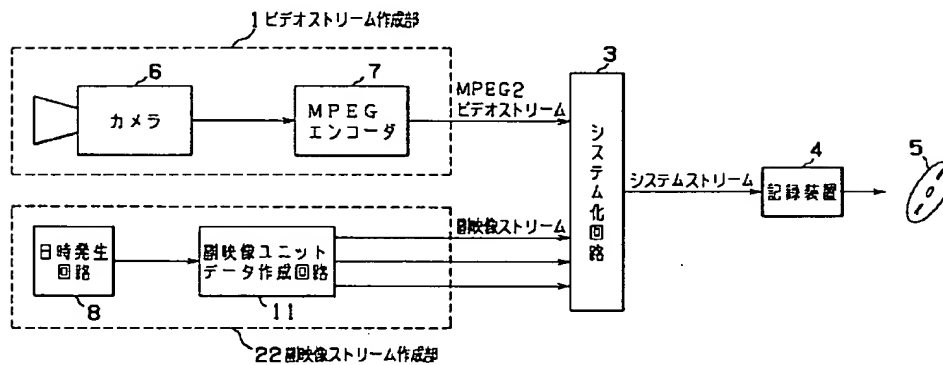 1 ビデオストリーム作成部
6
カメラ
7
MPEG
エンコーダ
MPEG2
ビデオストリーム
3
システム化回路
システムストリーム
4
記録装置
5
日時発生
回路
8
副映像ユニット
データ作成回路
11
副映像ストリーム
22 副映像ストリーム作成部